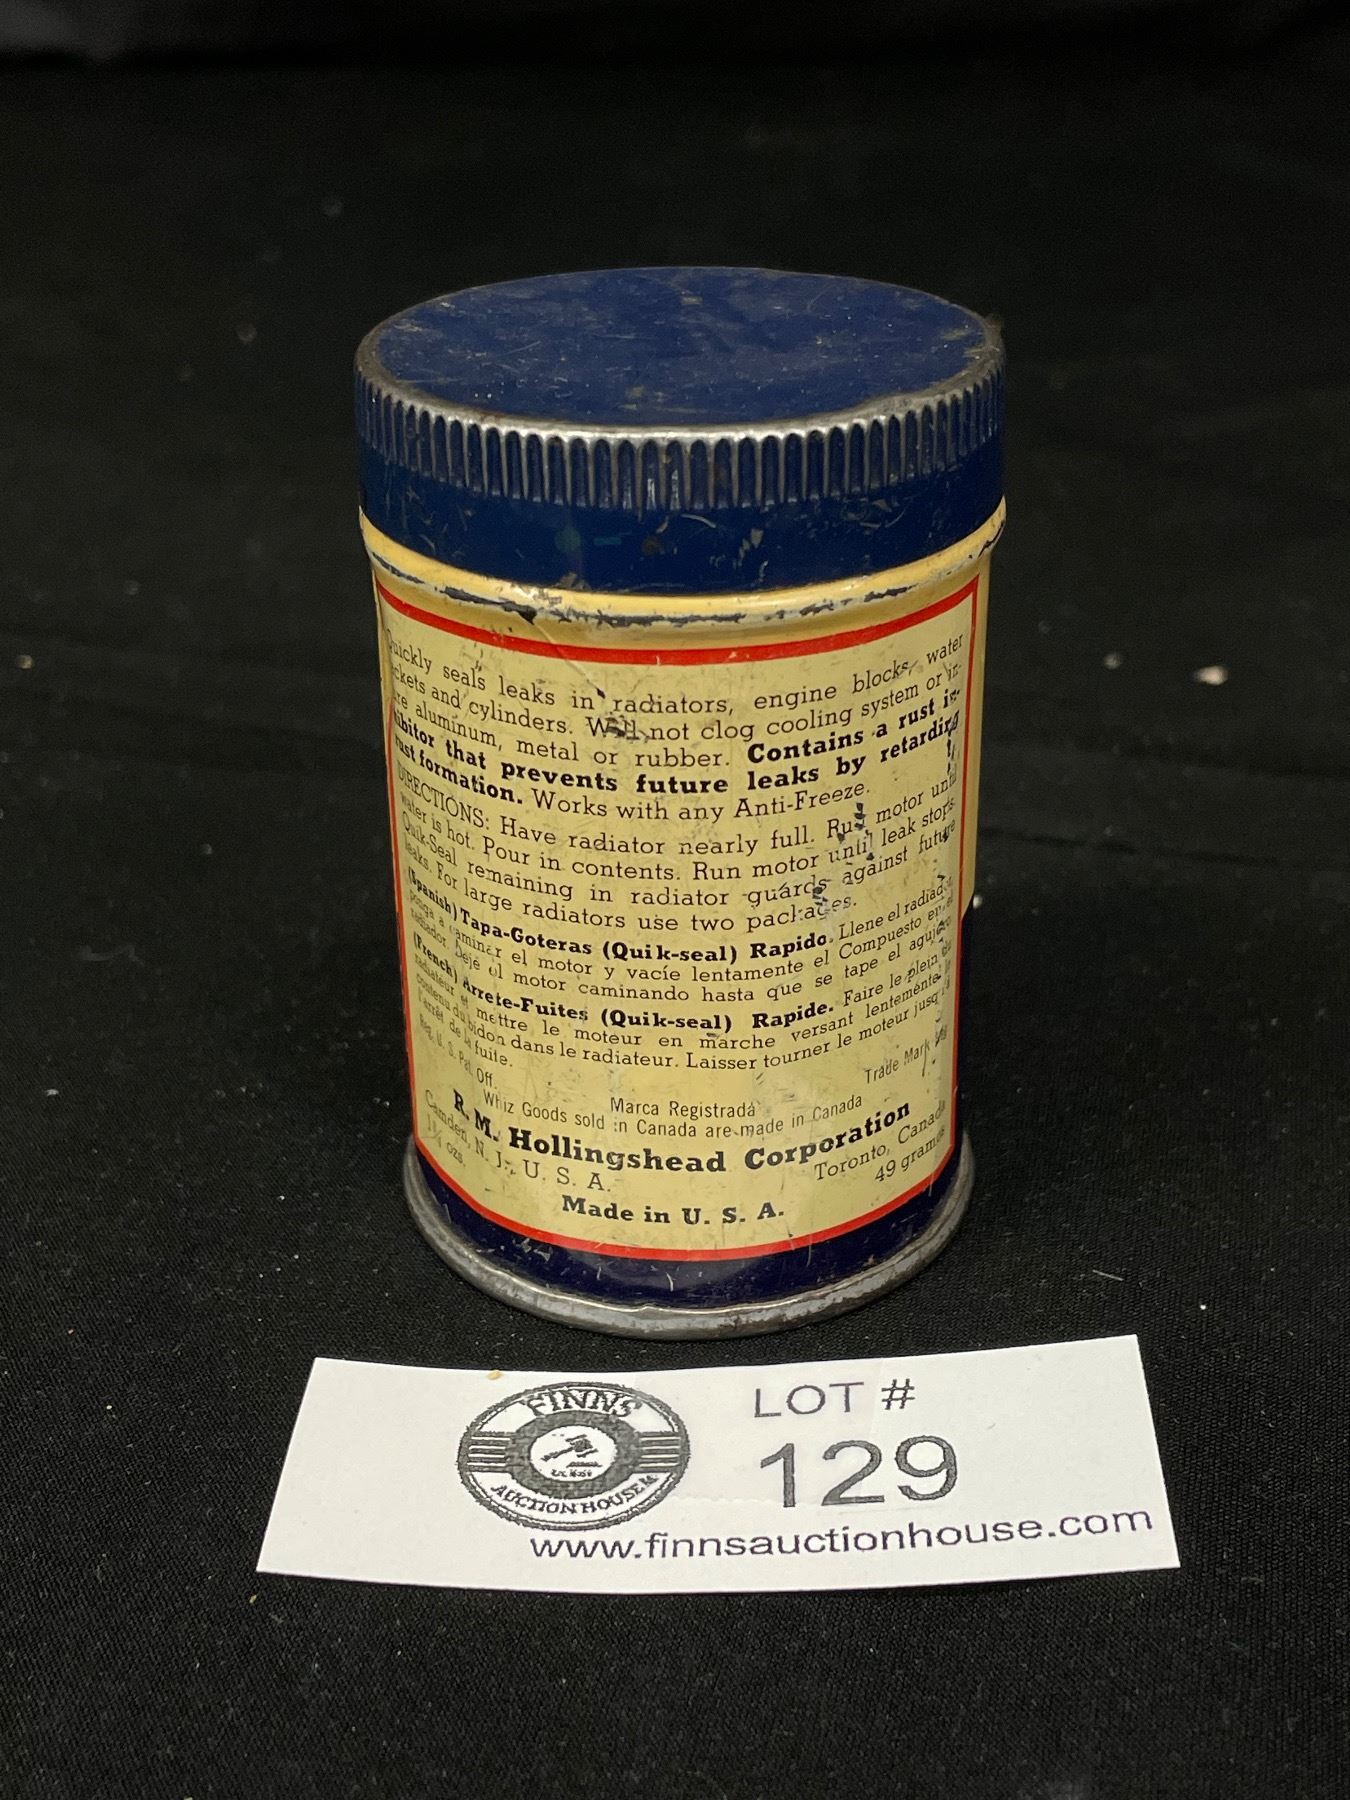 Quickly seals leaks in radiators, engine blocks, water
ckets and cylinders. Will not clog cooling system or in-
re aluminum, metal or rubber. Contains a rust in-
hibitor that prevents future leaks by retarding
rust formation. Works with any Anti-Freeze.
DIRECTIONS: Have radiator nearly full. Run motor until
water is hot. Pour in contents. Run motor until leak stops.
Quik-Seal remaining in radiator guards against future
leaks. For large radiators use two packages.
(Spanish) Tapa-Goteras (Quik-seal) Rapido. Llene el radiador
ponga a caminar el motor y vacíe lentamente el Compuesto en el
radiador. Dejé el motor caminando hasta que se tape el agujero
(French) Arrete-Fuites (Quik-seal) Rapide. Faire le plein du
radiateur et mettre le moteur en marche versant lentement le
contenu du bidon dans le radiateur. Laisser tourner le moteur jusqu'à
l'arrêt de la fuite.
Reg. U. S. Pat. Off. Marca Registrada Trade Mark
Whiz Goods sold in Canada are made in Canada
R. M. Hollingshead Corporation
Camden, N. J., U. S. A. Toronto, Canada
1¾ ozs. 49 grams
Made in U. S. A.
FINNS
AUCTION HOUSE
LOT #
129
www.finnsauctionhouse.com